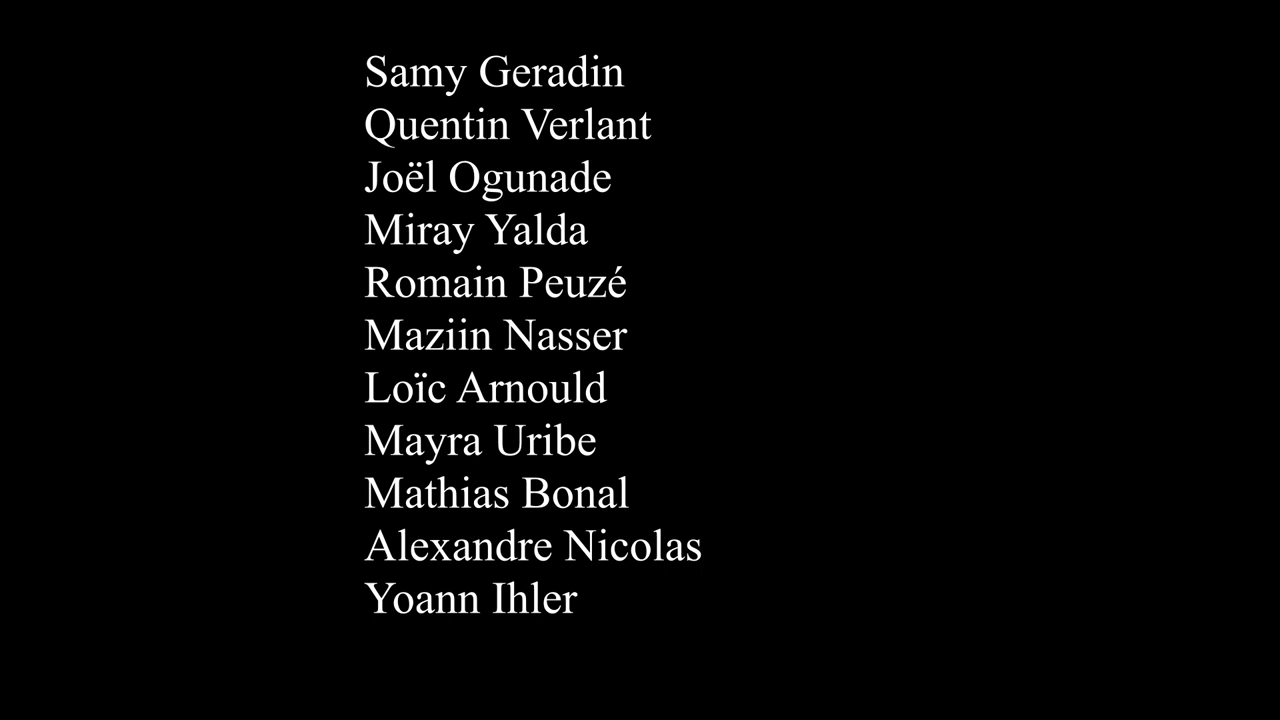 Samy Geradin
Quentin Verlant
Joël Ogunade
Miray Yalda
Romain Peuzé
Maziin Nasser
Loïc Arnould
Mayra Uribe
Mathias Bonal
Alexandre Nicolas
Yoann Ihler